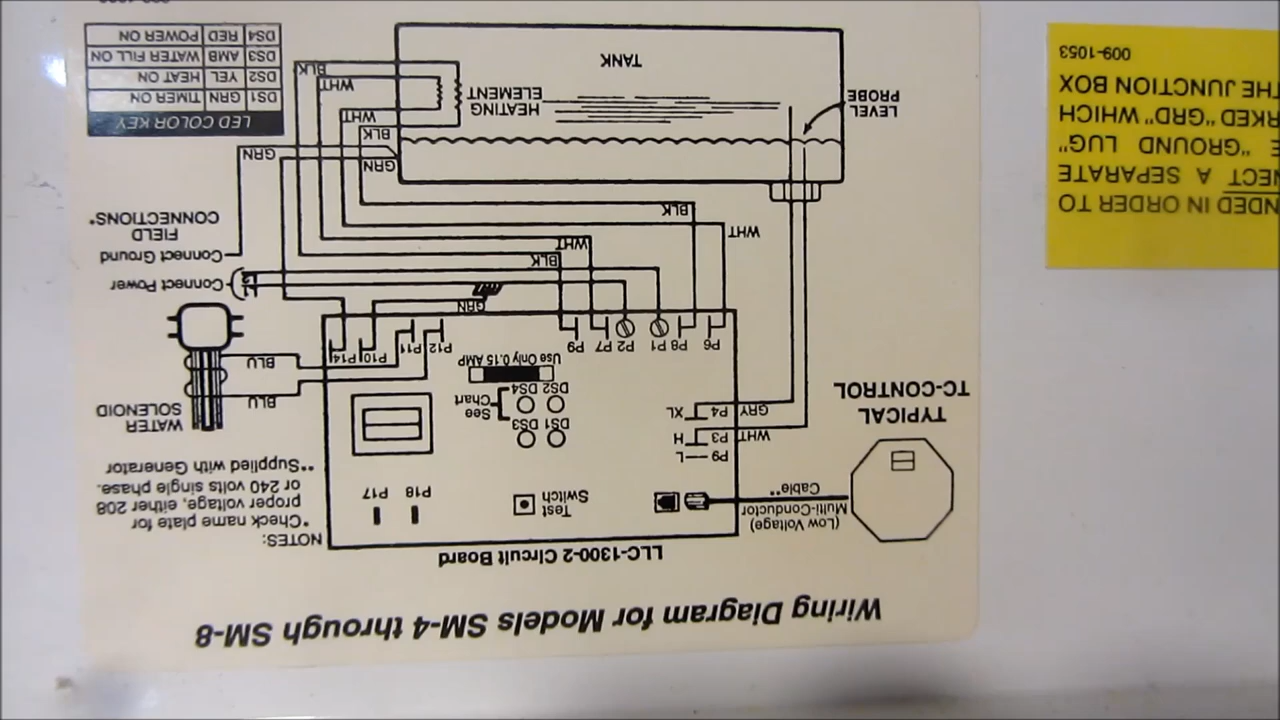 Wiring Diagram for Models SM-4 through SM-8
LLC-1300-2 Circuit Board
NOTES:
*Check name plate for
proper voltage, either 208
or 240 volts single phase.
**Supplied with Generator
TYPICAL
TC-CONTROL
(Low Voltage)
Multi-Conductor
Cable**
Test
Switch
P18
P17
P9
L
WHT
P3
H
GRY
P4
XL
DS1
DS3
DS2
DS4
See
Chart
Use Only 0.15 AMP
P6
P8
P1
P2
P7
P9
P12
P11
P10
P14
WATER
SOLENOID
BLU
BLU
GRN
Connect Power
L1
L2
Connect Ground
FIELD
CONNECTIONS*
BLK
WHT
WHT
BLK
GRN
GRN
BLK
WHT
WHT
BLK
LEVEL
PROBE
HEATING
ELEMENT
TANK
LED COLOR KEY
DS1 GRN TIMER ON
DS2 YEL HEAT ON
DS3 AMB WATER FILL ON
DS4 RED POWER ON
NDED IN ORDER TO
NECT A SEPARATE
E "GROUND LUG"
RKED "GRD" WHICH
THE JUNCTION BOX
009-1053